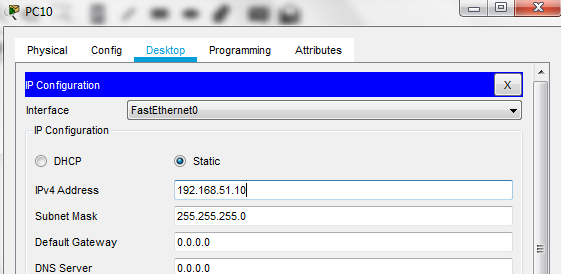 PC10
Physical Config Desktop Programming Attributes
IP Configuration X
Interface FastEthernet0
IP Configuration
DHCP Static
IPv4 Address 192.168.51.10
Subnet Mask 255.255.255.0
Default Gateway 0.0.0.0
DNS Server 0.0.0.0